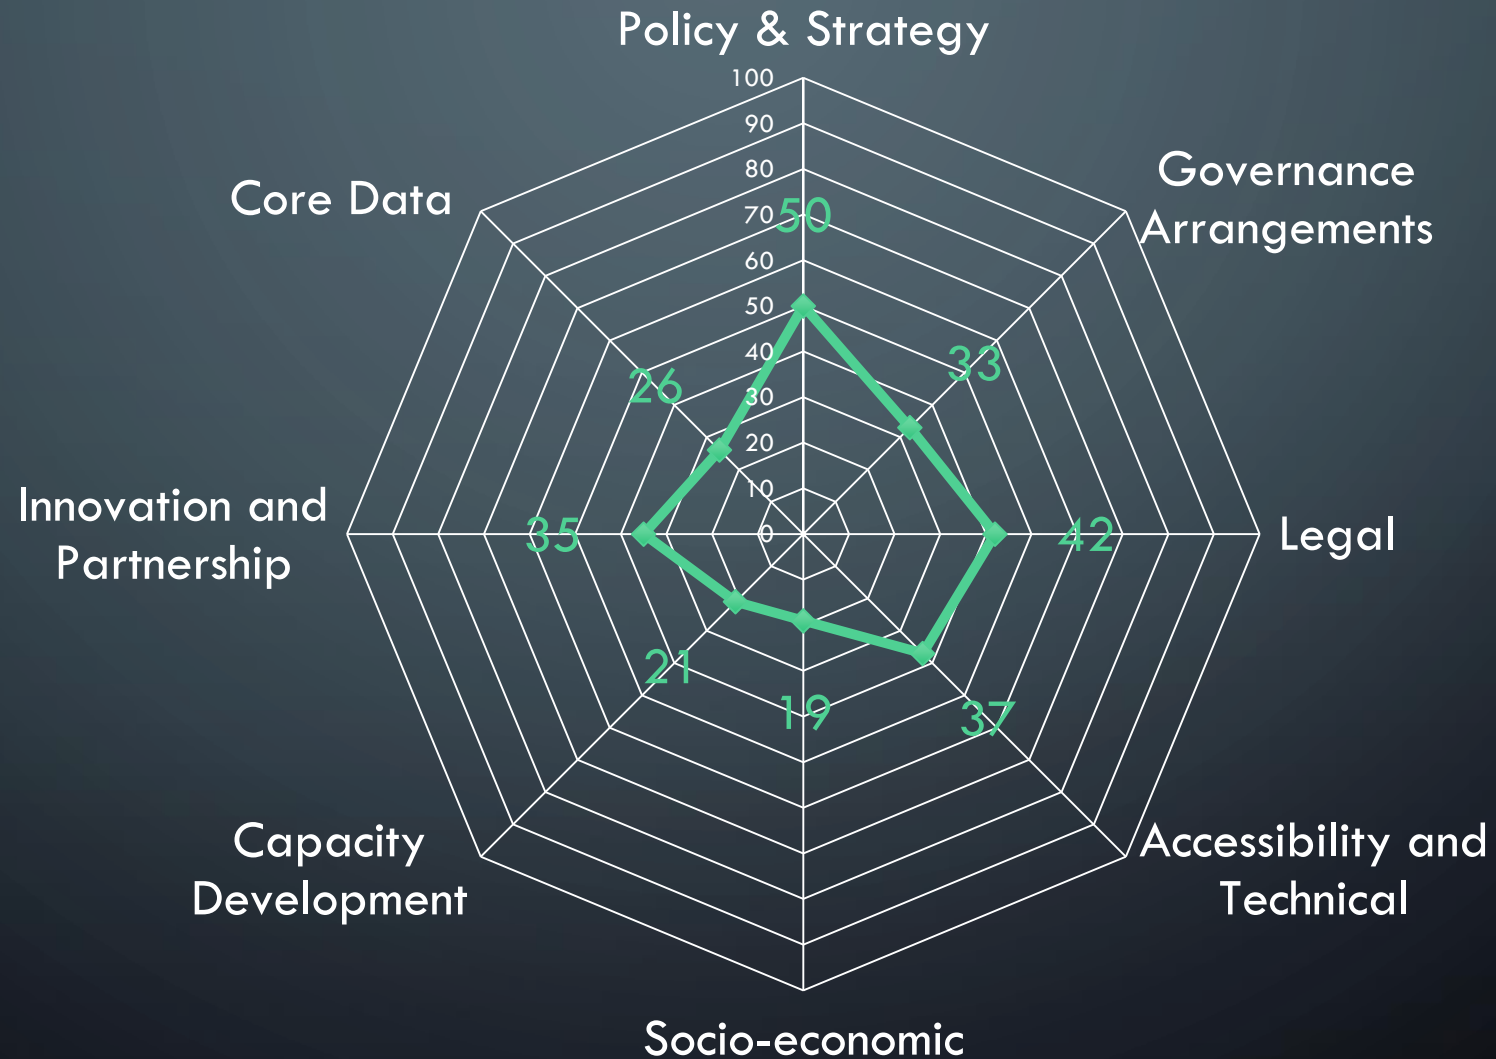 Policy & Strategy
100
90
80
70
50
60
50
40
30
20
10
0
Governance
Arrangements
33
Legal
42
Accessibility and
Technical
37
Socio-economic
19
Capacity
Development
21
Innovation and
Partnership
35
Core Data
26